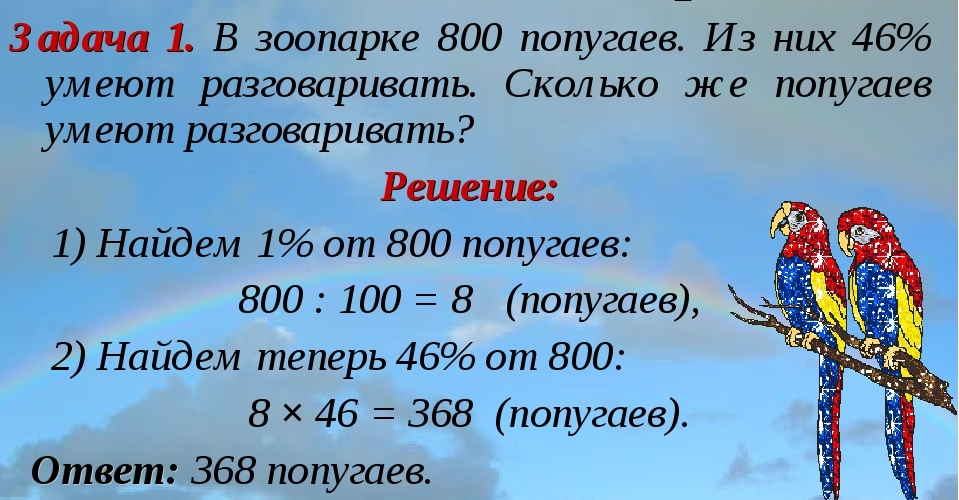 Задача 1. В зоопарке 800 попугаев. Из них 46%
умеют разговаривать. Сколько же попугаев
умеют разговаривать?
Решение:
1) Найдем 1% от 800 попугаев:
800 : 100 = 8 (попугаев),
2) Найдем теперь 46% от 800:
8 × 46 = 368 (попугаев).
Ответ: 368 попугаев.